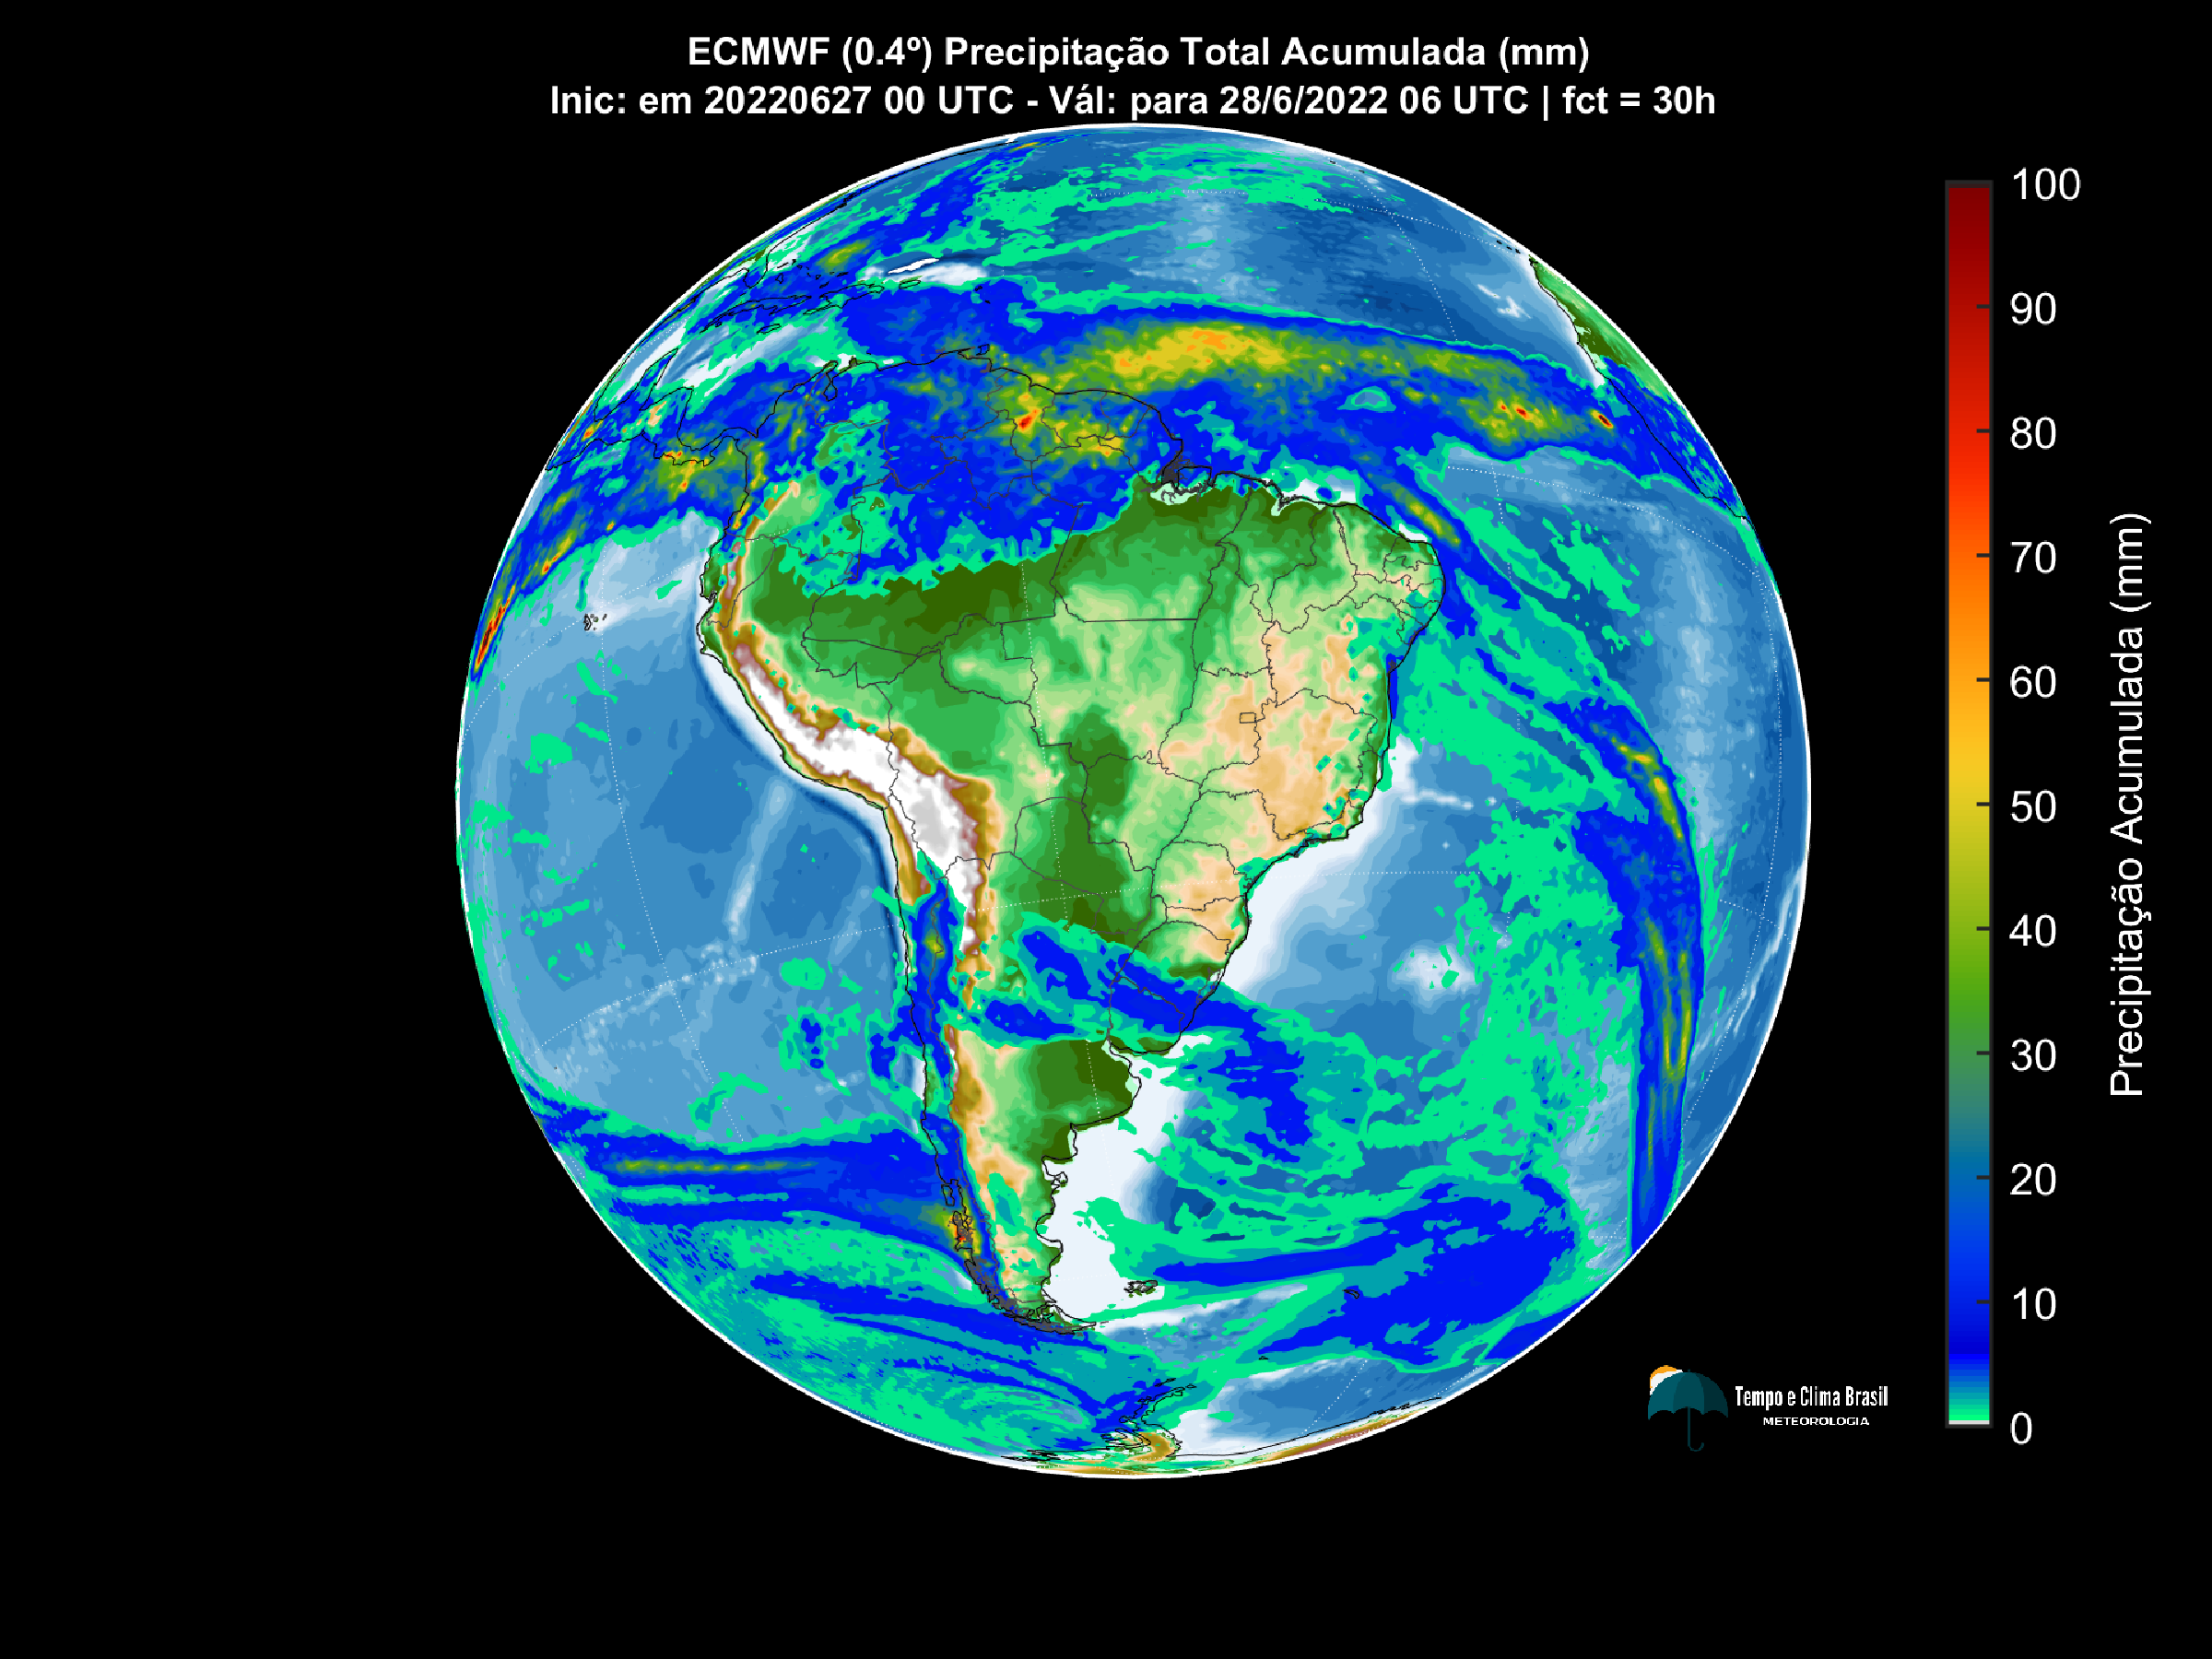 ECMWF (0.4º) Precipitação Total Acumulada (mm)
Inic: em 20220627 00 UTC - Vál: para 28/6/2022 06 UTC | fct = 30h
100
90
80
70
60
50
40
30
20
10
0
Precipitação Acumulada (mm)
Tempo e Clima Brasil
METEOROLOGIA